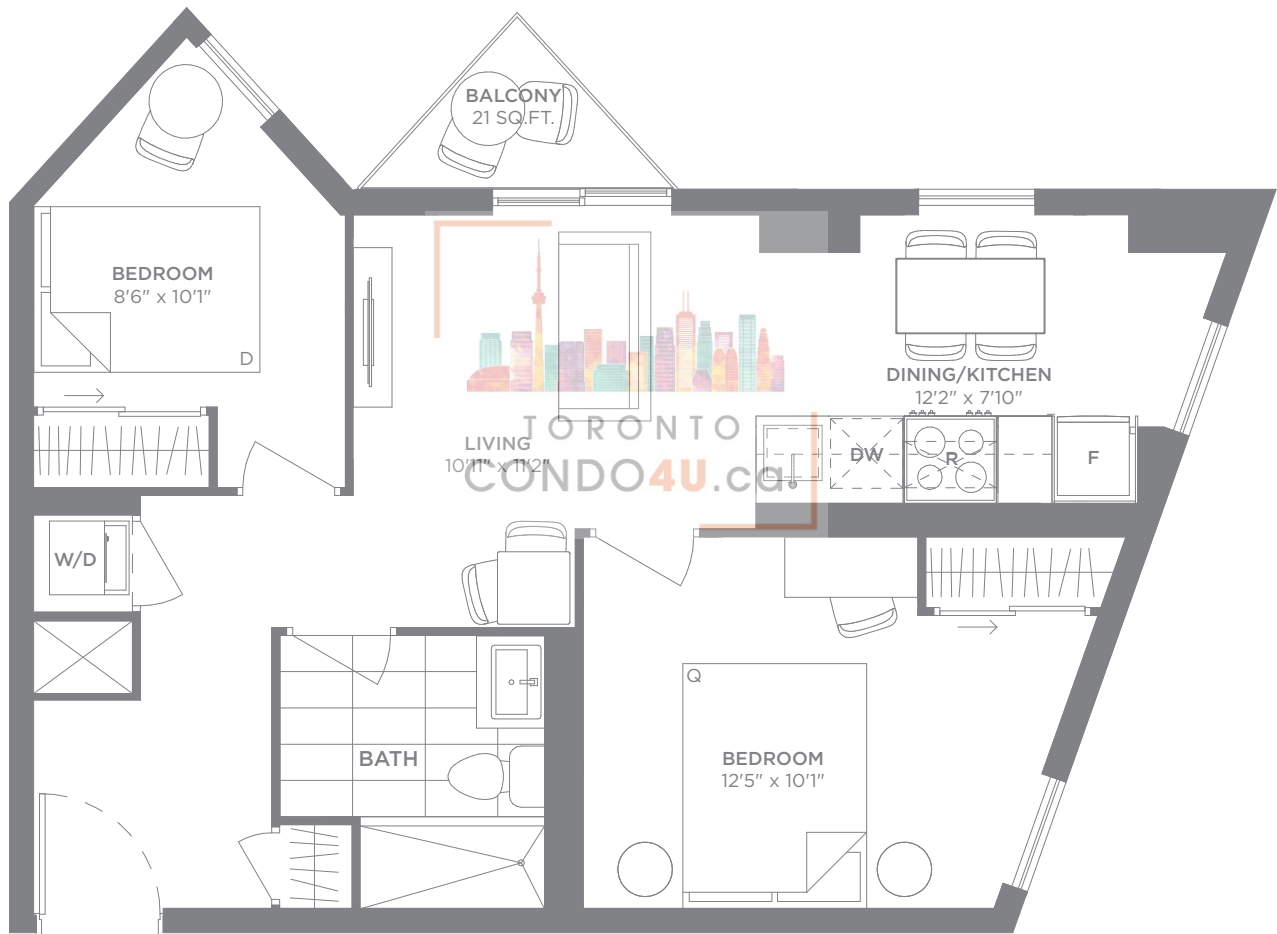 BALCONY
21 SQ.FT.
BEDROOM
8'6" x 10'1"
D
DINING/KITCHEN
12'2" x 7'10"
LIVING
10'11" x 11'2"
TORONTO
CONDO4U.ca
DW
R
F
W/D
Q
BATH
BEDROOM
12'5" x 10'1"